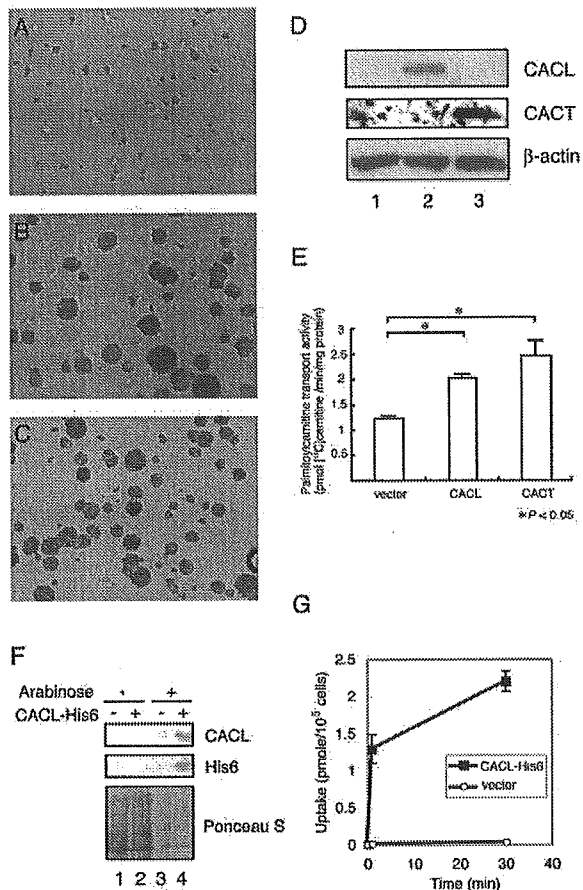 A
B
C
D
CACL
CACT
β-actin
1 2 3
E
Palmitoylcarnitine transport activity
(pmol [¹⁴C]carnitine /min/mg protein)
3
2.5
2
1.5
1
0.5
*
*
vector CACL CACT
*P < 0.05
F
Arabinose - +
CACL-His6 - + - +
CACL
His6
Ponceau S
1 2 3 4
G
Uptake (pmole/10⁵ cells)
2.5
2
1.5
1
0.5
0
0 10 20 30 40
Time (min)
CACL-His6
vector